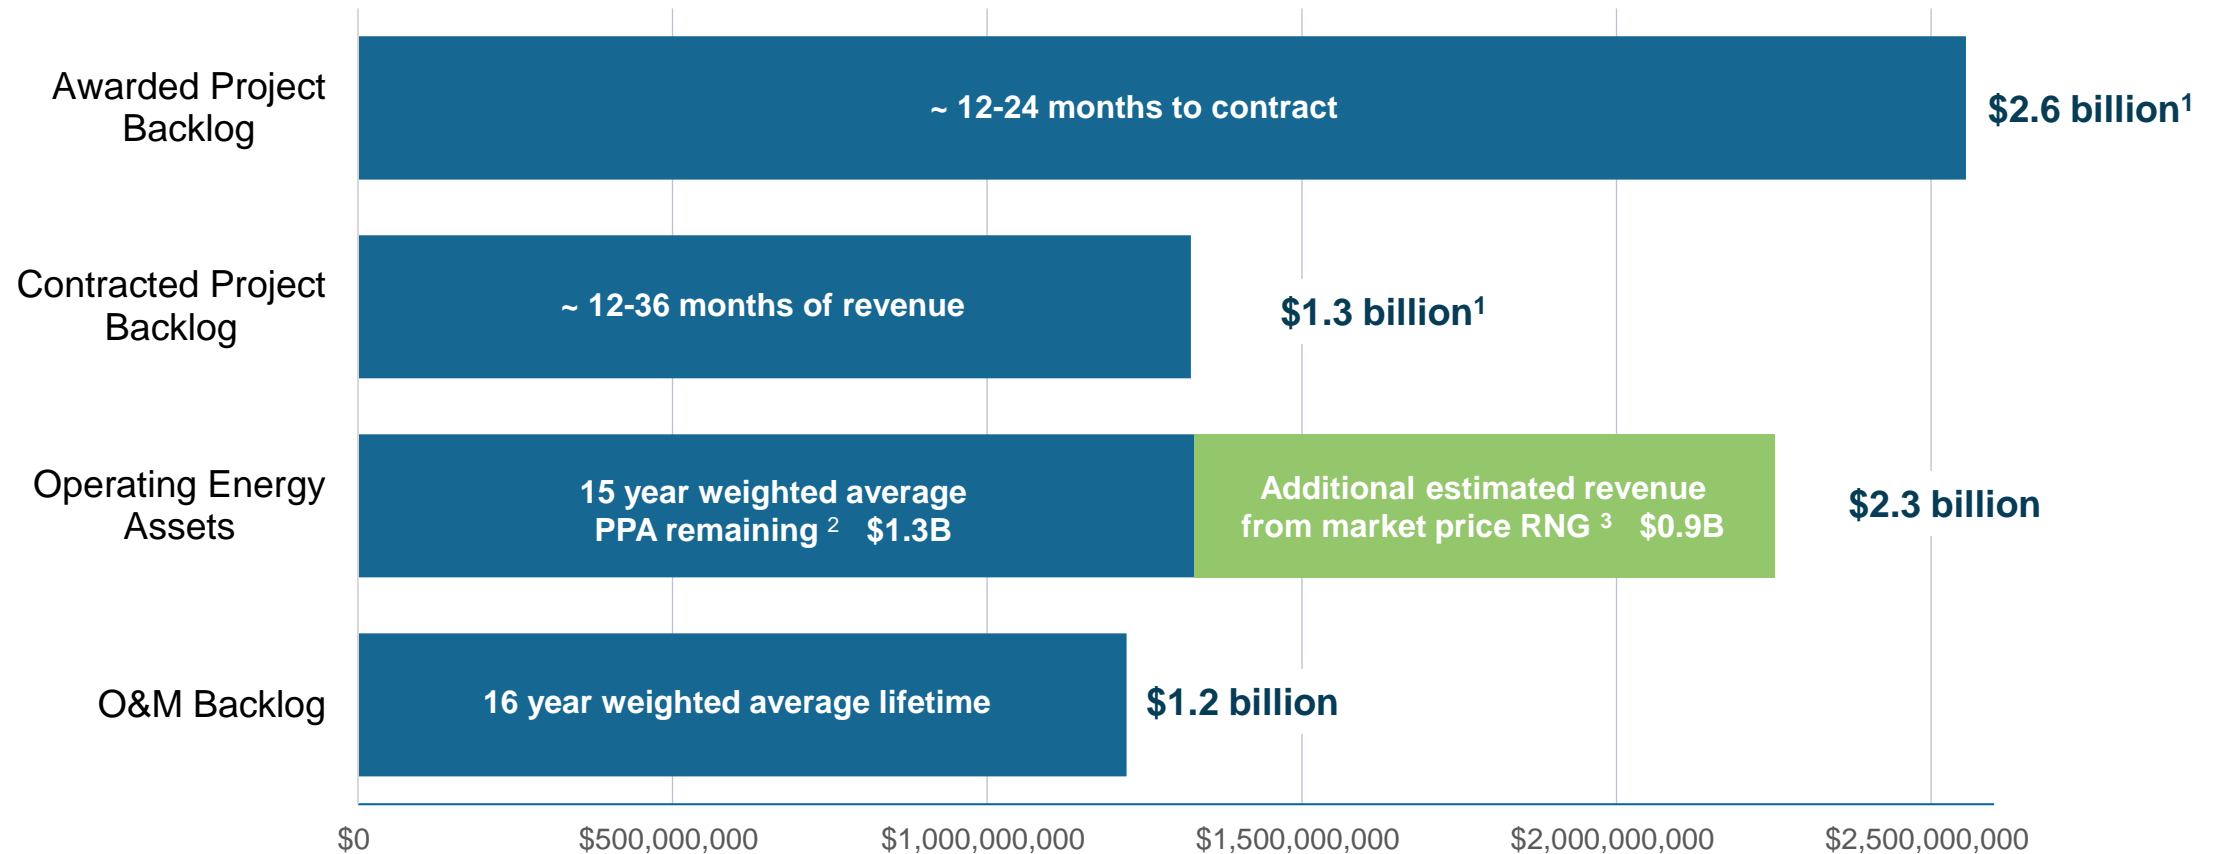 Awarded Project
Backlog
~ 12-24 months to contract
$2.6 billion¹
Contracted Project
Backlog
~ 12-36 months of revenue
$1.3 billion¹
Operating Energy
Assets
15 year weighted average
PPA remaining ² $1.3B
Additional estimated revenue
from market price RNG ³ $0.9B
$2.3 billion
O&M Backlog
16 year weighted average lifetime
$1.2 billion
$0 $500,000,000 $1,000,000,000 $1,500,000,000 $2,000,000,000 $2,500,000,000